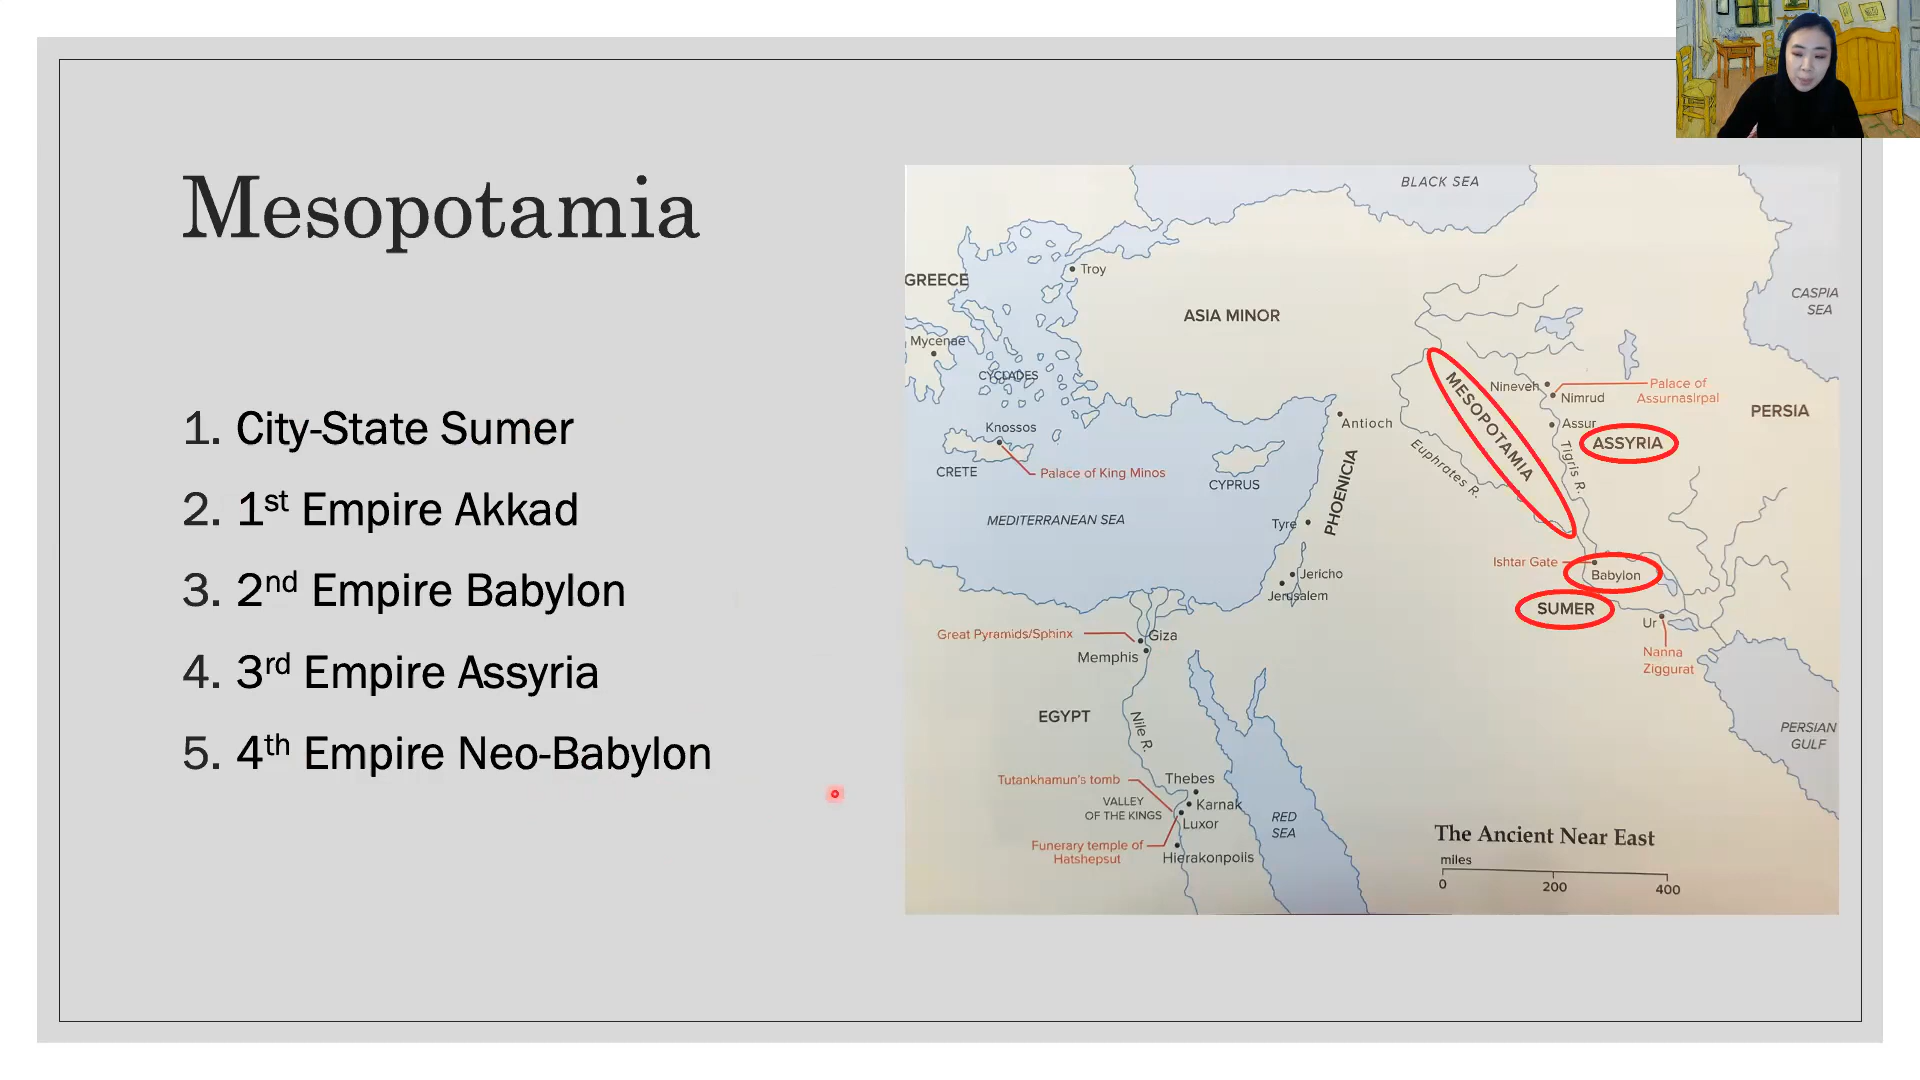 Mesopotamia
1. City-State Sumer
2. 1st Empire Akkad
3. 2nd Empire Babylon
4. 3rd Empire Assyria
5. 4th Empire Neo-Babylon
BLACK SEA
Troy
GREECE
CASPIA
SEA
ASIA MINOR
Mycenae
CYCLADES
Nineveh
Nimrud
Palace of
Assurnasirpal
MESOPOTAMIA
PERSIA
Antioch
Assur
ASSYRIA
Knossos
CRETE
Palace of King Minos
CYPRUS
PHOENICIA
Euphrates R.
Tigris R.
MEDITERRANEAN SEA
Tyre
Ishtar Gate
Babylon
Jericho
Jerusalem
SUMER
Ur
Nanna
Ziggurat
Great Pyramids/Sphinx
Giza
Memphis
EGYPT
Nile R.
PERSIAN
GULF
Tutankhamun's tomb
Thebes
VALLEY
OF THE KINGS
Karnak
Luxor
RED
SEA
Funerary temple of
Hatshepsut
Hierakonpolis
The Ancient Near East
miles
0 200 400